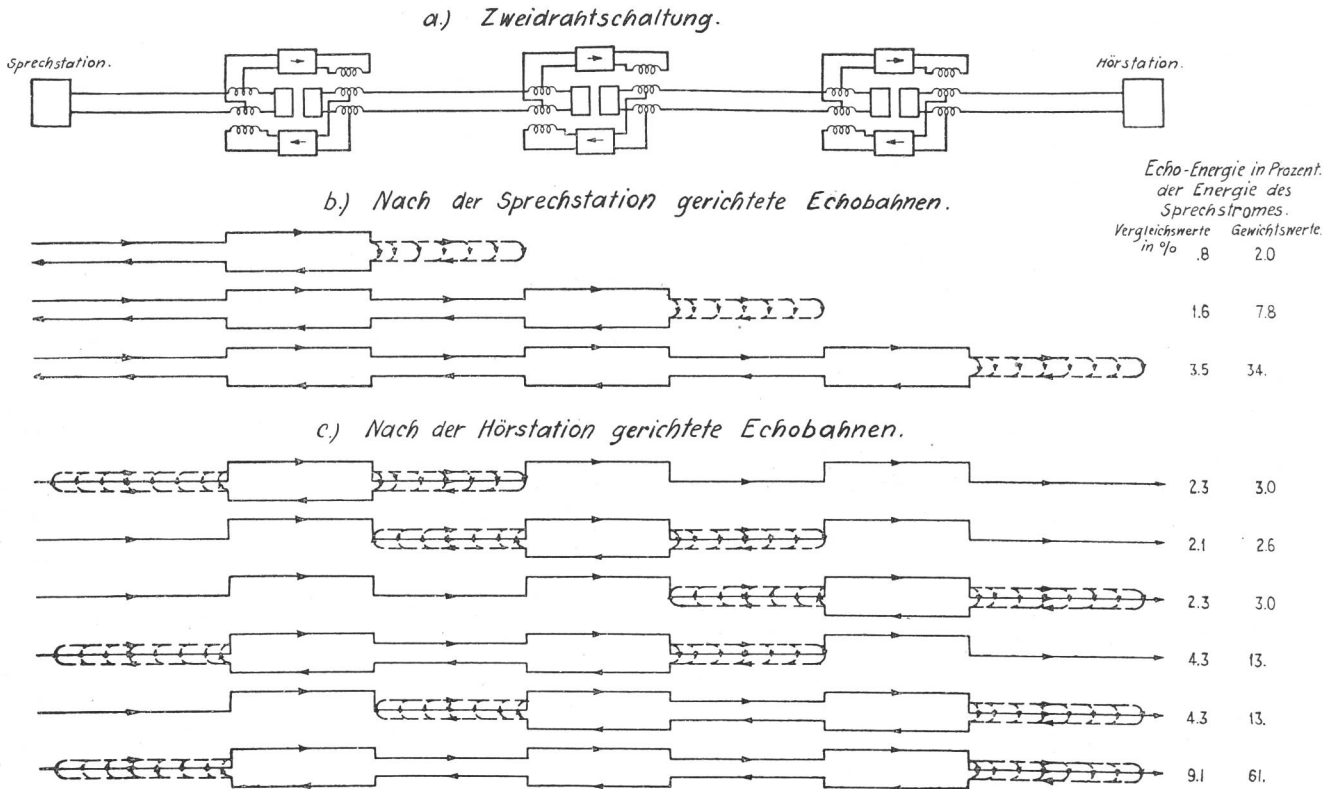 a.) Zweidrahtschaltung.
Sprechstation.
Hörstation.
Echo-Energie in Prozent.
der Energie des
Sprechstromes.
Vergleichswerte Gewichtswerte.
in %
b.) Nach der Sprechstation gerichtete Echobahnen.
.8 2.0
1.6 7.8
3.5 34.
c.) Nach der Hörstation gerichtete Echobahnen.
2.3 3.0
2.1 2.6
2.3 3.0
4.3 13.
4.3 13.
9.1 61.